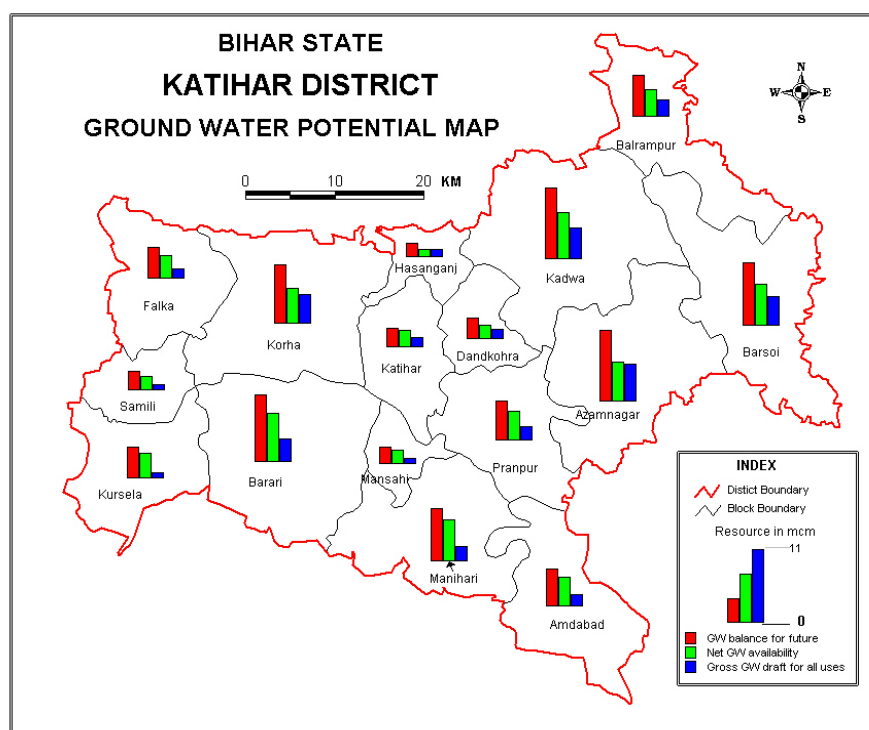 BIHAR STATE
KATIHAR DISTRICT
GROUND WATER POTENTIAL MAP
N
W E
S
0 10 20 KM
Balrampur
Hasanganj
Kadwa
Falka
Korha
Katihar
Dandkohra
Barsoi
Samili
Azamnagar
Kursela
Barari
Mansahi
Pranpur
Manihari
Amdabad
INDEX
Distict Boundary
Block Boundary
Resource in mcm
11
0
GW balance for future
Net GW availability
Gross GW draft for all uses